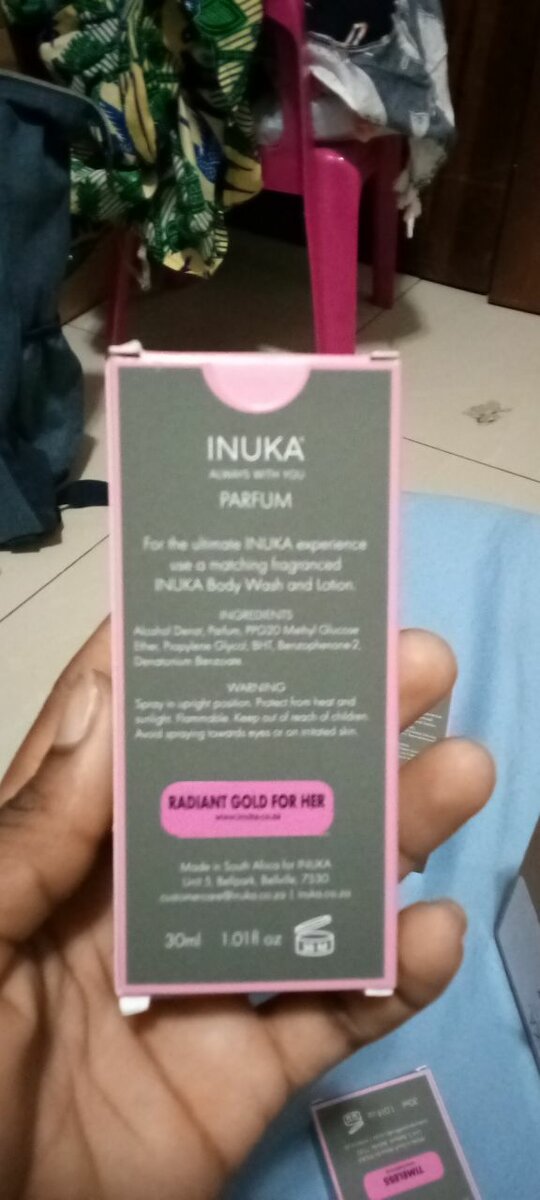 INUKA
ALWAYS WITH YOU
PARFUM
For the ultimate INUKA experience
use a matching fragranced
INUKA Body Wash and Lotion.
INGREDIENTS
Alcohol Denat, Parfum, PPG20 Methyl Glucose
Ether, Propylene Glycol, BHT, Benzophenone-2,
Denatonium Benzoate.
WARNING
Spray in upright position. Protect from heat and
sunlight. Flammable. Keep out of reach of children.
Avoid spraying towards eyes or on irritated skin.
RADIANT GOLD FOR HER
www.inuka.co.za
Made in South Africa for INUKA
Unit 5, Bellpark, Bellville, 7530
customercare@inuka.co.za | inuka.co.za
30ml 1.01fl oz
TIMELESS